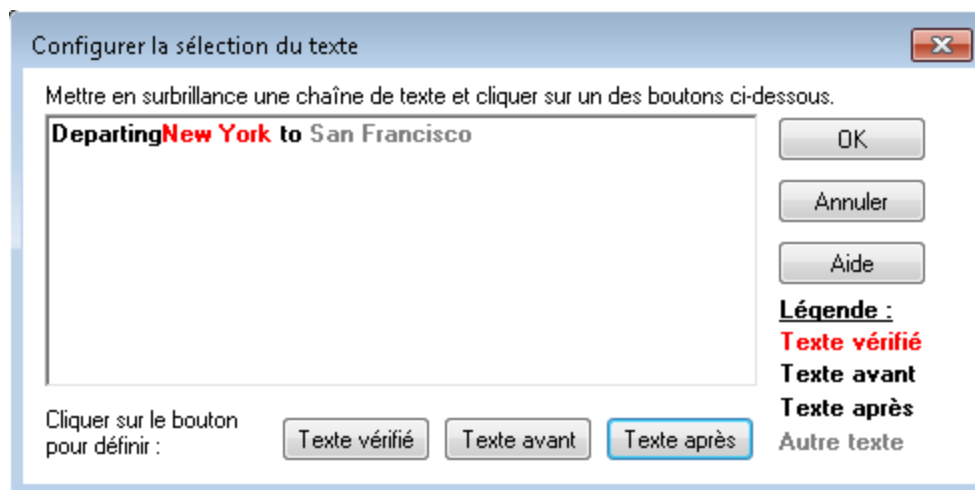 Configurer la sélection du texte
Mettre en surbrillance une chaîne de texte et cliquer sur un des boutons ci-dessous.
DepartingNew York to San Francisco
OK
Annuler
Aide
Légende :
Texte vérifié
Texte avant
Texte après
Autre texte
Cliquer sur le bouton
pour définir :
Texte vérifié
Texte avant
Texte après